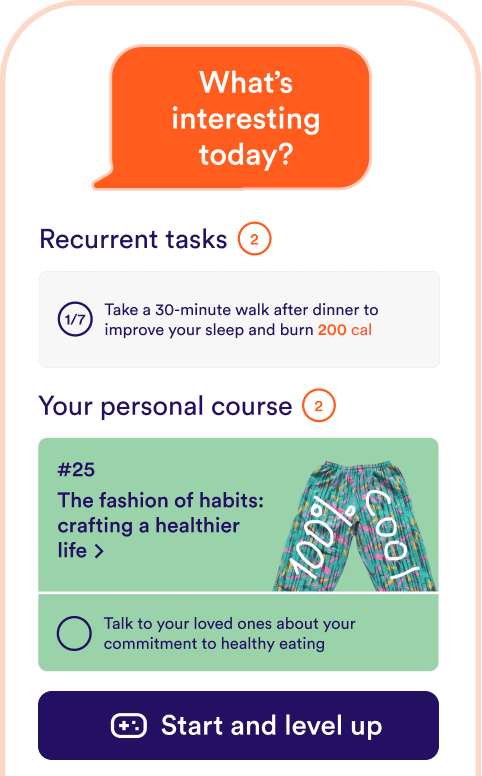 What’s
interesting
today?
Recurrent tasks 2
1/7
Take a 30-minute walk after dinner to
improve your sleep and burn 200 cal
Your personal course 2
#25
The fashion of habits:
crafting a healthier
life >
100% Cool
Talk to your loved ones about your
commitment to healthy eating
Start and level up